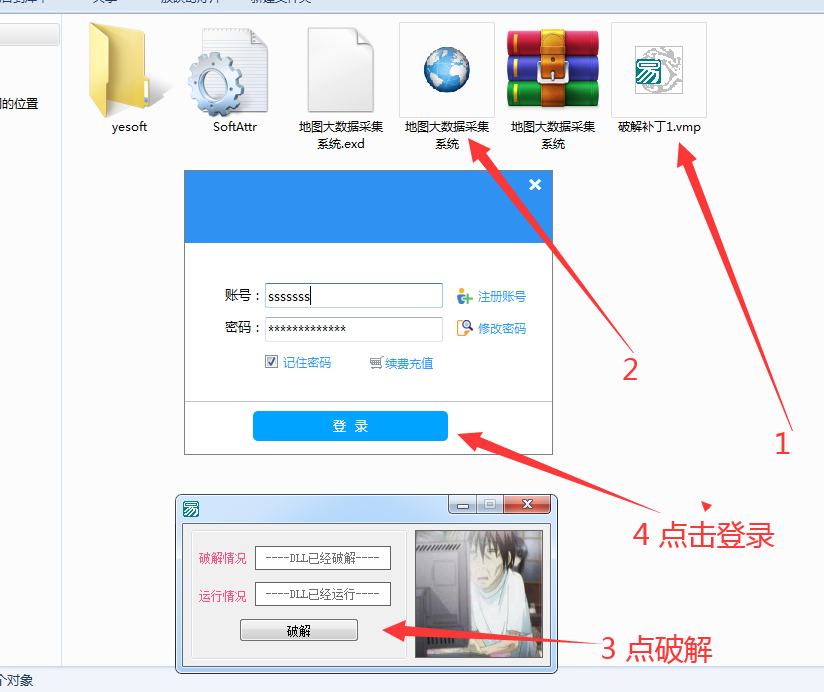 的位置
yesoft
SoftAttr
地图大数据采集
系统.exd
地图大数据采集
系统
地图大数据采集
系统
破解补丁1.vmp
账号：
sssssss
注册账号
密码：
*************
修改密码
记住密码
续费充值
登 录
2
1
4 点击登录
破解情况
----DLL已经破解----
运行情况
----DLL已经运行----
破解
3 点破解
个对象